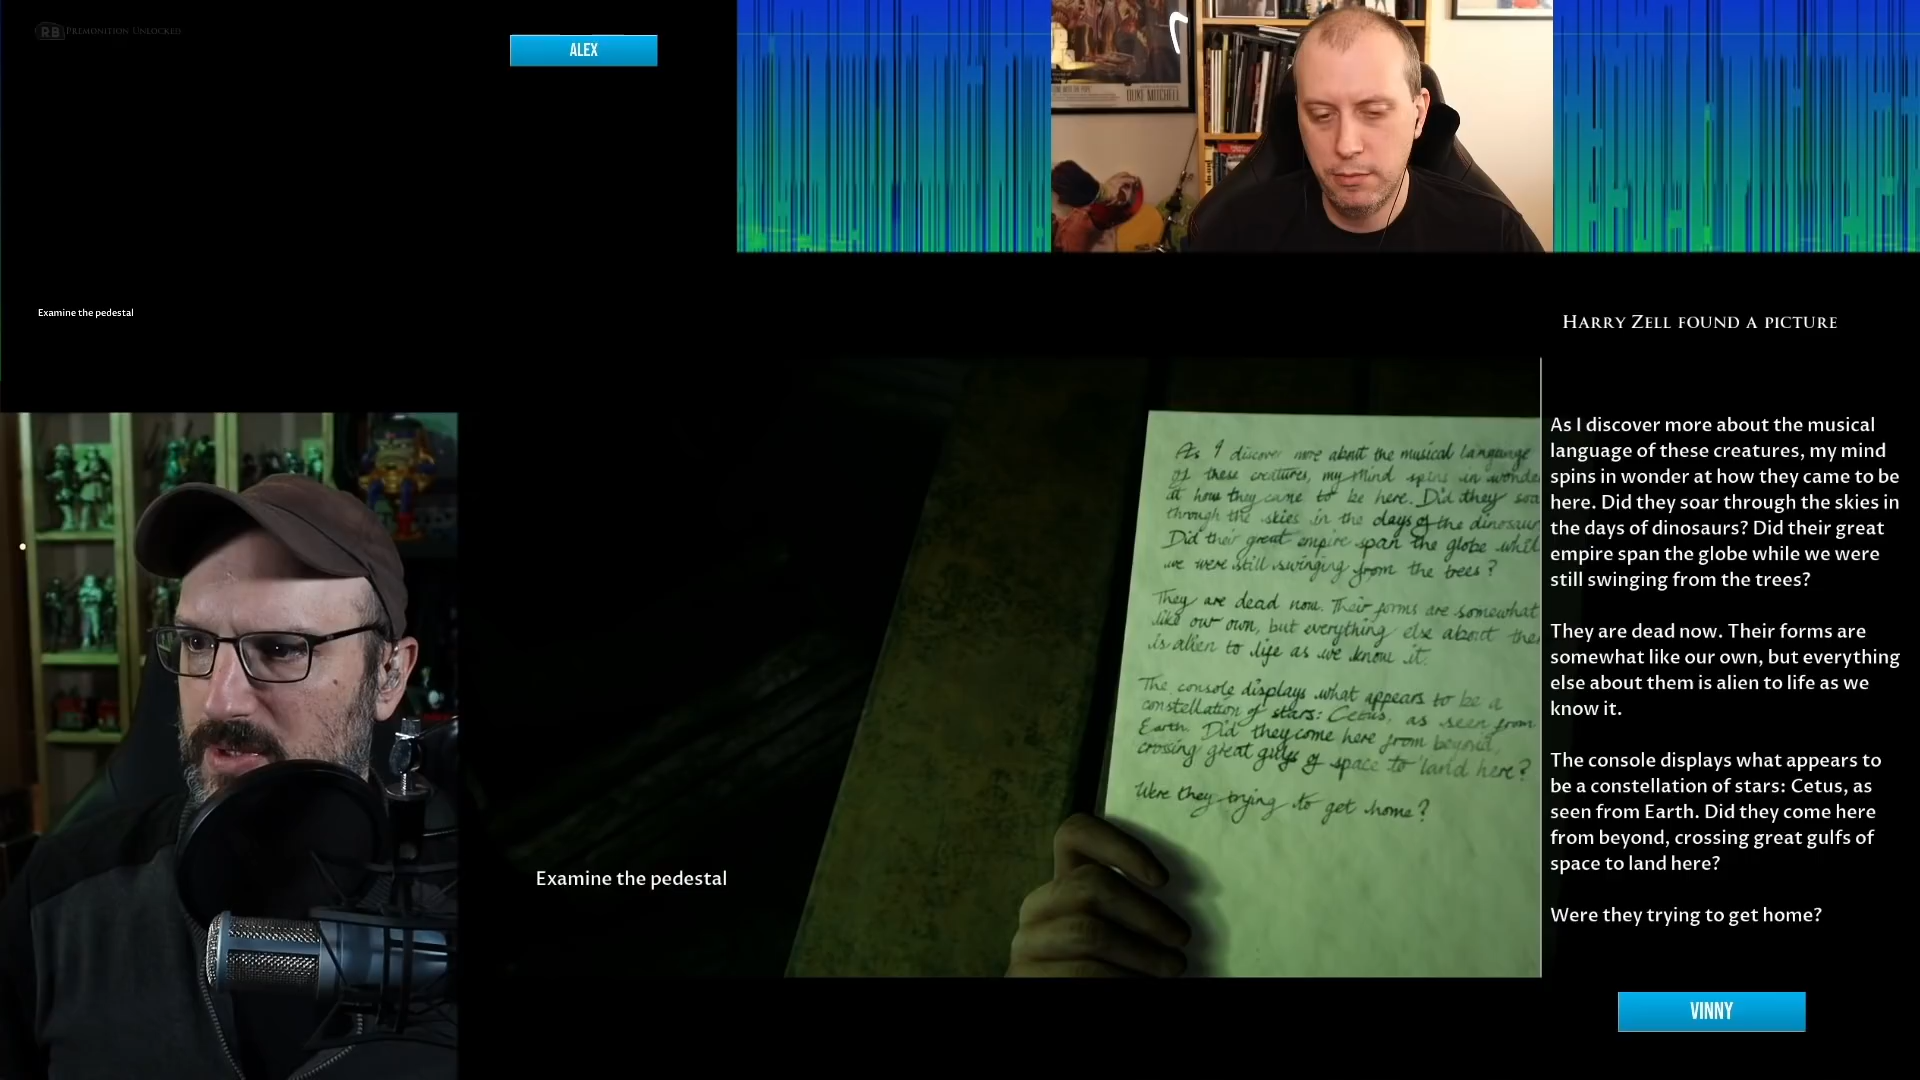 RB Premonition Unlocked
ALEX
DUKE MITCHELL
Examine the pedestal
Harry Zell found a picture
As I discover more about the musical language
of these creatures, my mind spins in wonde
at how they came to be here. Did they soa
through the skies in the days of the dinosaur
Did their great empire span the globe whil
we were still swinging from the trees?
They are dead now. Their forms are somewhat
like our own, but everything else about the
is alien to life as we know it.
The console displays what appears to be a
constellation of stars: Cetus, as seen from
Earth. Did they come here from beyond,
crossing great gulfs of space to land here?
Were they trying to get home?
Examine the pedestal
As I discover more about the musical
language of these creatures, my mind
spins in wonder at how they came to be
here. Did they soar through the skies in
the days of dinosaurs? Did their great
empire span the globe while we were
still swinging from the trees?
They are dead now. Their forms are
somewhat like our own, but everything
else about them is alien to life as we
know it.
The console displays what appears to
be a constellation of stars: Cetus, as
seen from Earth. Did they come here
from beyond, crossing great gulfs of
space to land here?
Were they trying to get home?
VINNY